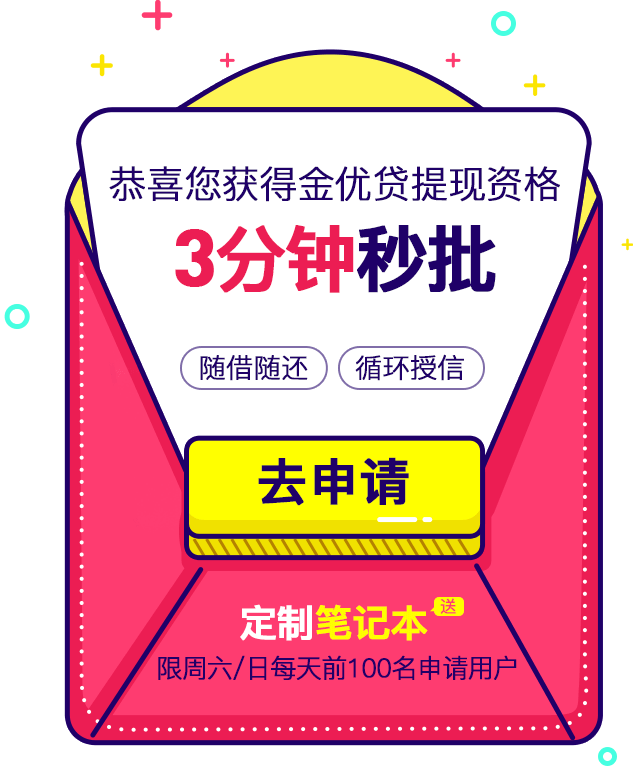 恭喜您获得金优贷提现资格
3分钟秒批
随借随还 循环授信
去申请
定制笔记本 送
限周六/日每天前100名申请用户